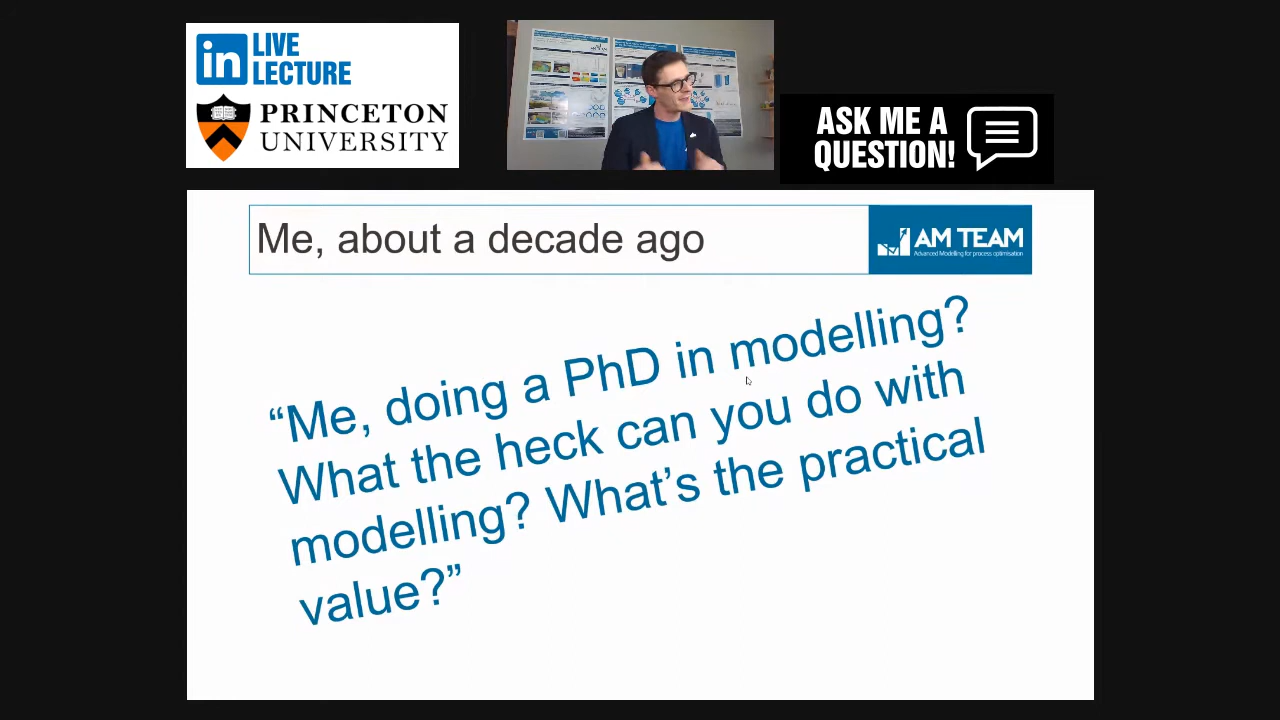 in LIVE
LECTURE
PRINCETON
UNIVERSITY
ASK ME A
QUESTION!
Me, about a decade ago
AM TEAM
Advanced Modelling for process optimisation
“Me, doing a PhD in modelling?
What the heck can you do with
modelling? What’s the practical
value?”